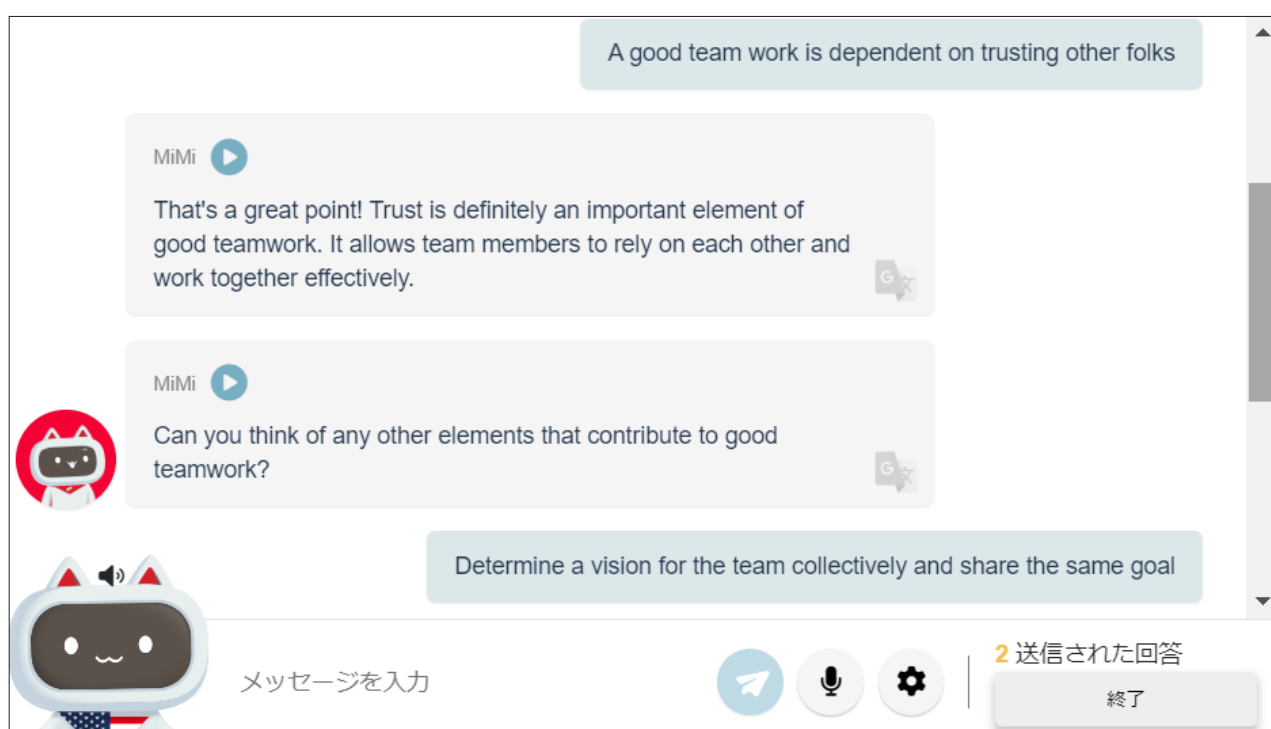 A good team work is dependent on trusting other folks
MiMi
That's a great point! Trust is definitely an important element of
good teamwork. It allows team members to rely on each other and
work together effectively.
G文
MiMi
Can you think of any other elements that contribute to good
teamwork?
G文
Determine a vision for the team collectively and share the same goal
メッセージを入力
2 送信された回答
終了